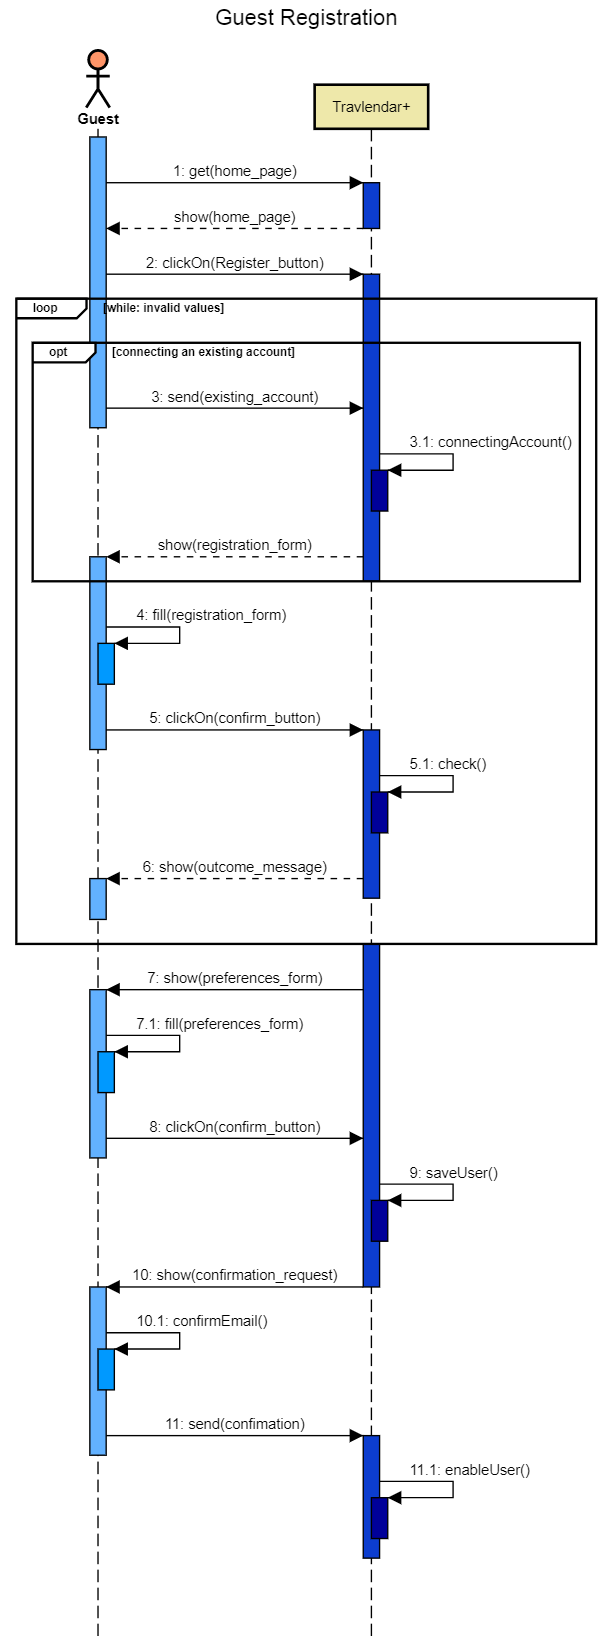 Guest Registration
Guest
Travlendar+
1: get(home_page)
show(home_page)
2: clickOn(Register_button)
loop
[while: invalid values]
opt
[connecting an existing account]
3: send(existing_account)
3.1: connectingAccount()
show(registration_form)
4: fill(registration_form)
5: clickOn(confirm_button)
5.1: check()
6: show(outcome_message)
7: show(preferences_form)
7.1: fill(preferences_form)
8: clickOn(confirm_button)
9: saveUser()
10: show(confirmation_request)
10.1: confirmEmail()
11: send(confimation)
11.1: enableUser()